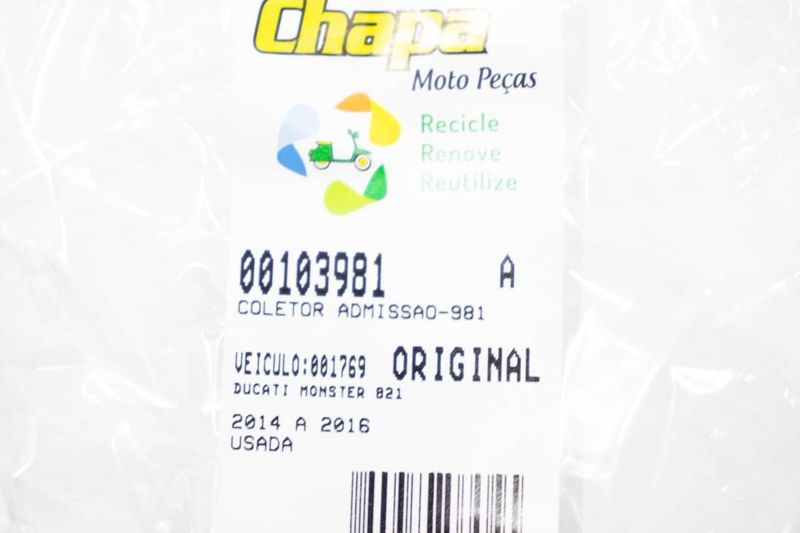 Chapa
Moto Peças
Recicle
Renove
Reutilize
00103981 A
COLETOR ADMISSAO-981
VEICULO:001769 ORIGINAL
DUCATI MONSTER 821
2014 A 2016
USADA